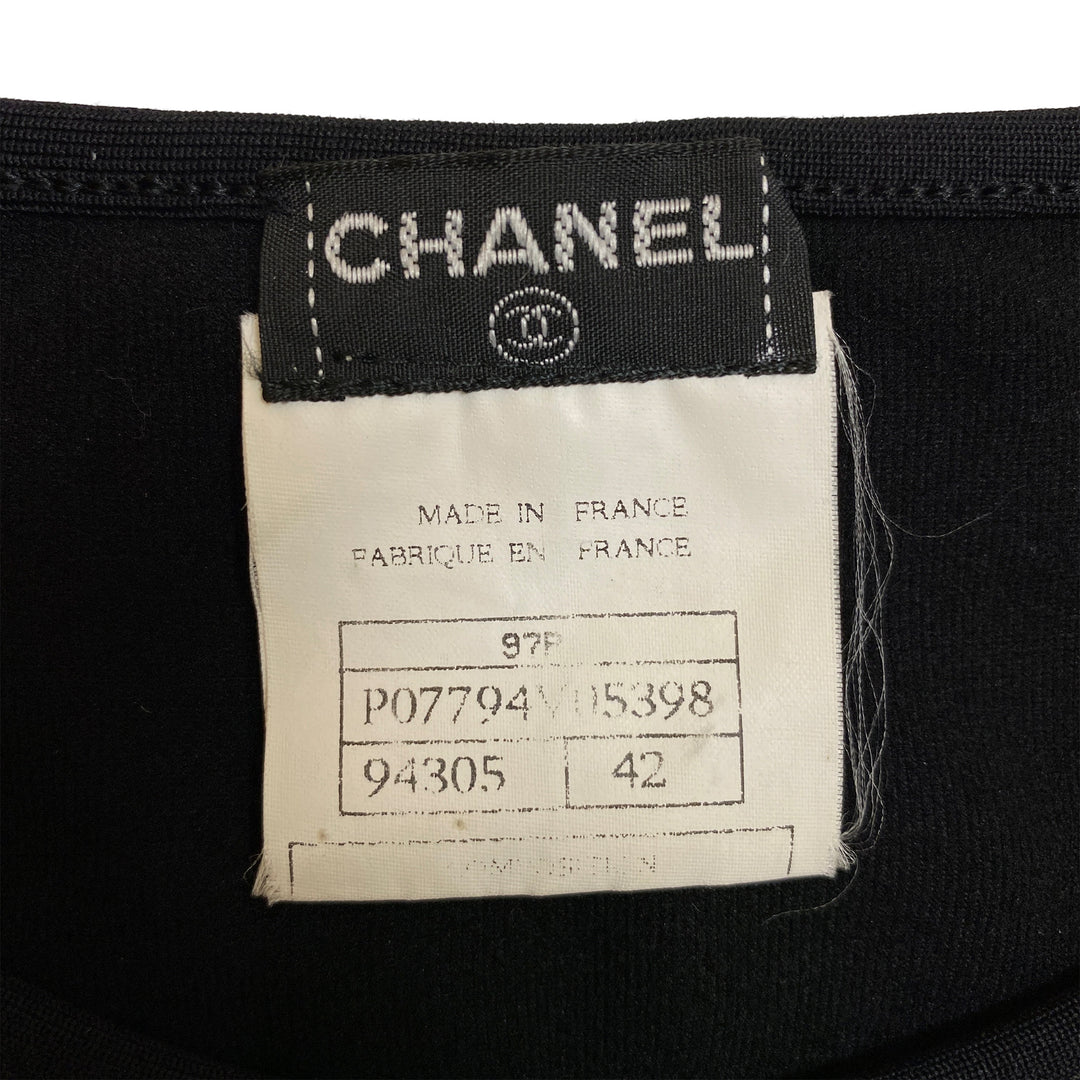 CHANEL
MADE IN FRANCE
FABRIQUE EN FRANCE
97P
P07794V05398
94305 42